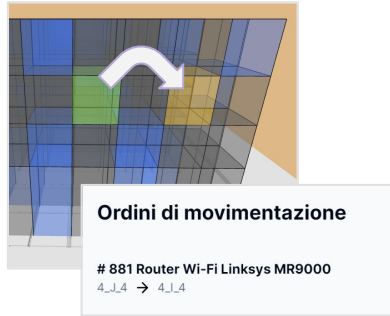 Ordini di movimentazione
# 881 Router Wi-Fi Linksys MR9000
4_J_4 → 4_I_4